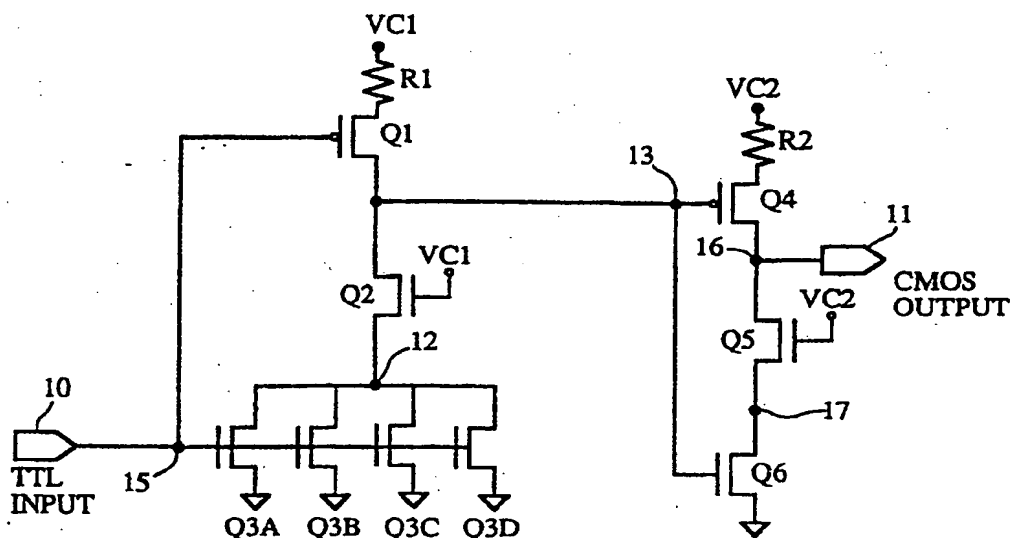 VC1
R1
VC2
Q1
R2
13
Q4
11
16
VC1
CMOS
OUTPUT
Q2
VC2
Q5
12
10
17
TTL
INPUT
15
Q6
Q3A
Q3B
Q3C
Q3D